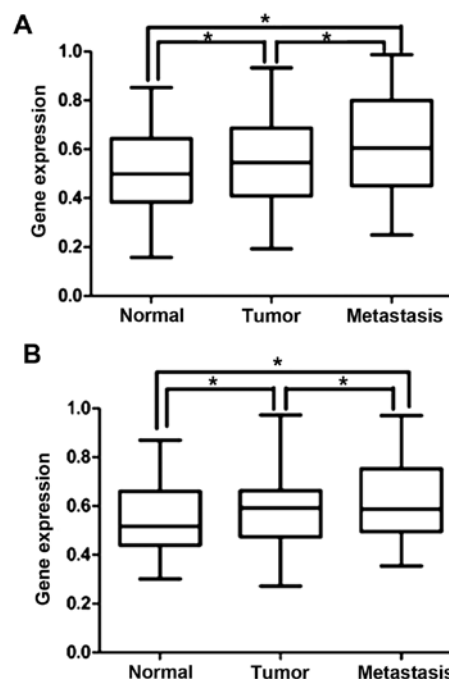 A
*
* *
Gene expression
1.0
0.8
0.6
0.4
0.2
0.0
Normal Tumor Metastasis
B
*
* *
Gene expression
1.0
0.8
0.6
0.4
0.2
0.0
Normal Tumor Metastasis